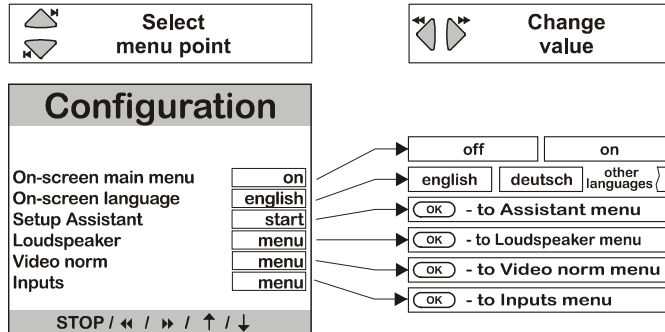 Select
menu point
Change
value
Configuration
On-screen main menu on
On-screen language english
Setup Assistant start
Loudspeaker menu
Video norm menu
Inputs menu
STOP / ◀◀ / ▶▶ / ↑ / ↓
off on
english deutsch other
languages
OK - to Assistant menu
OK - to Loudspeaker menu
OK - to Video norm menu
OK - to Inputs menu